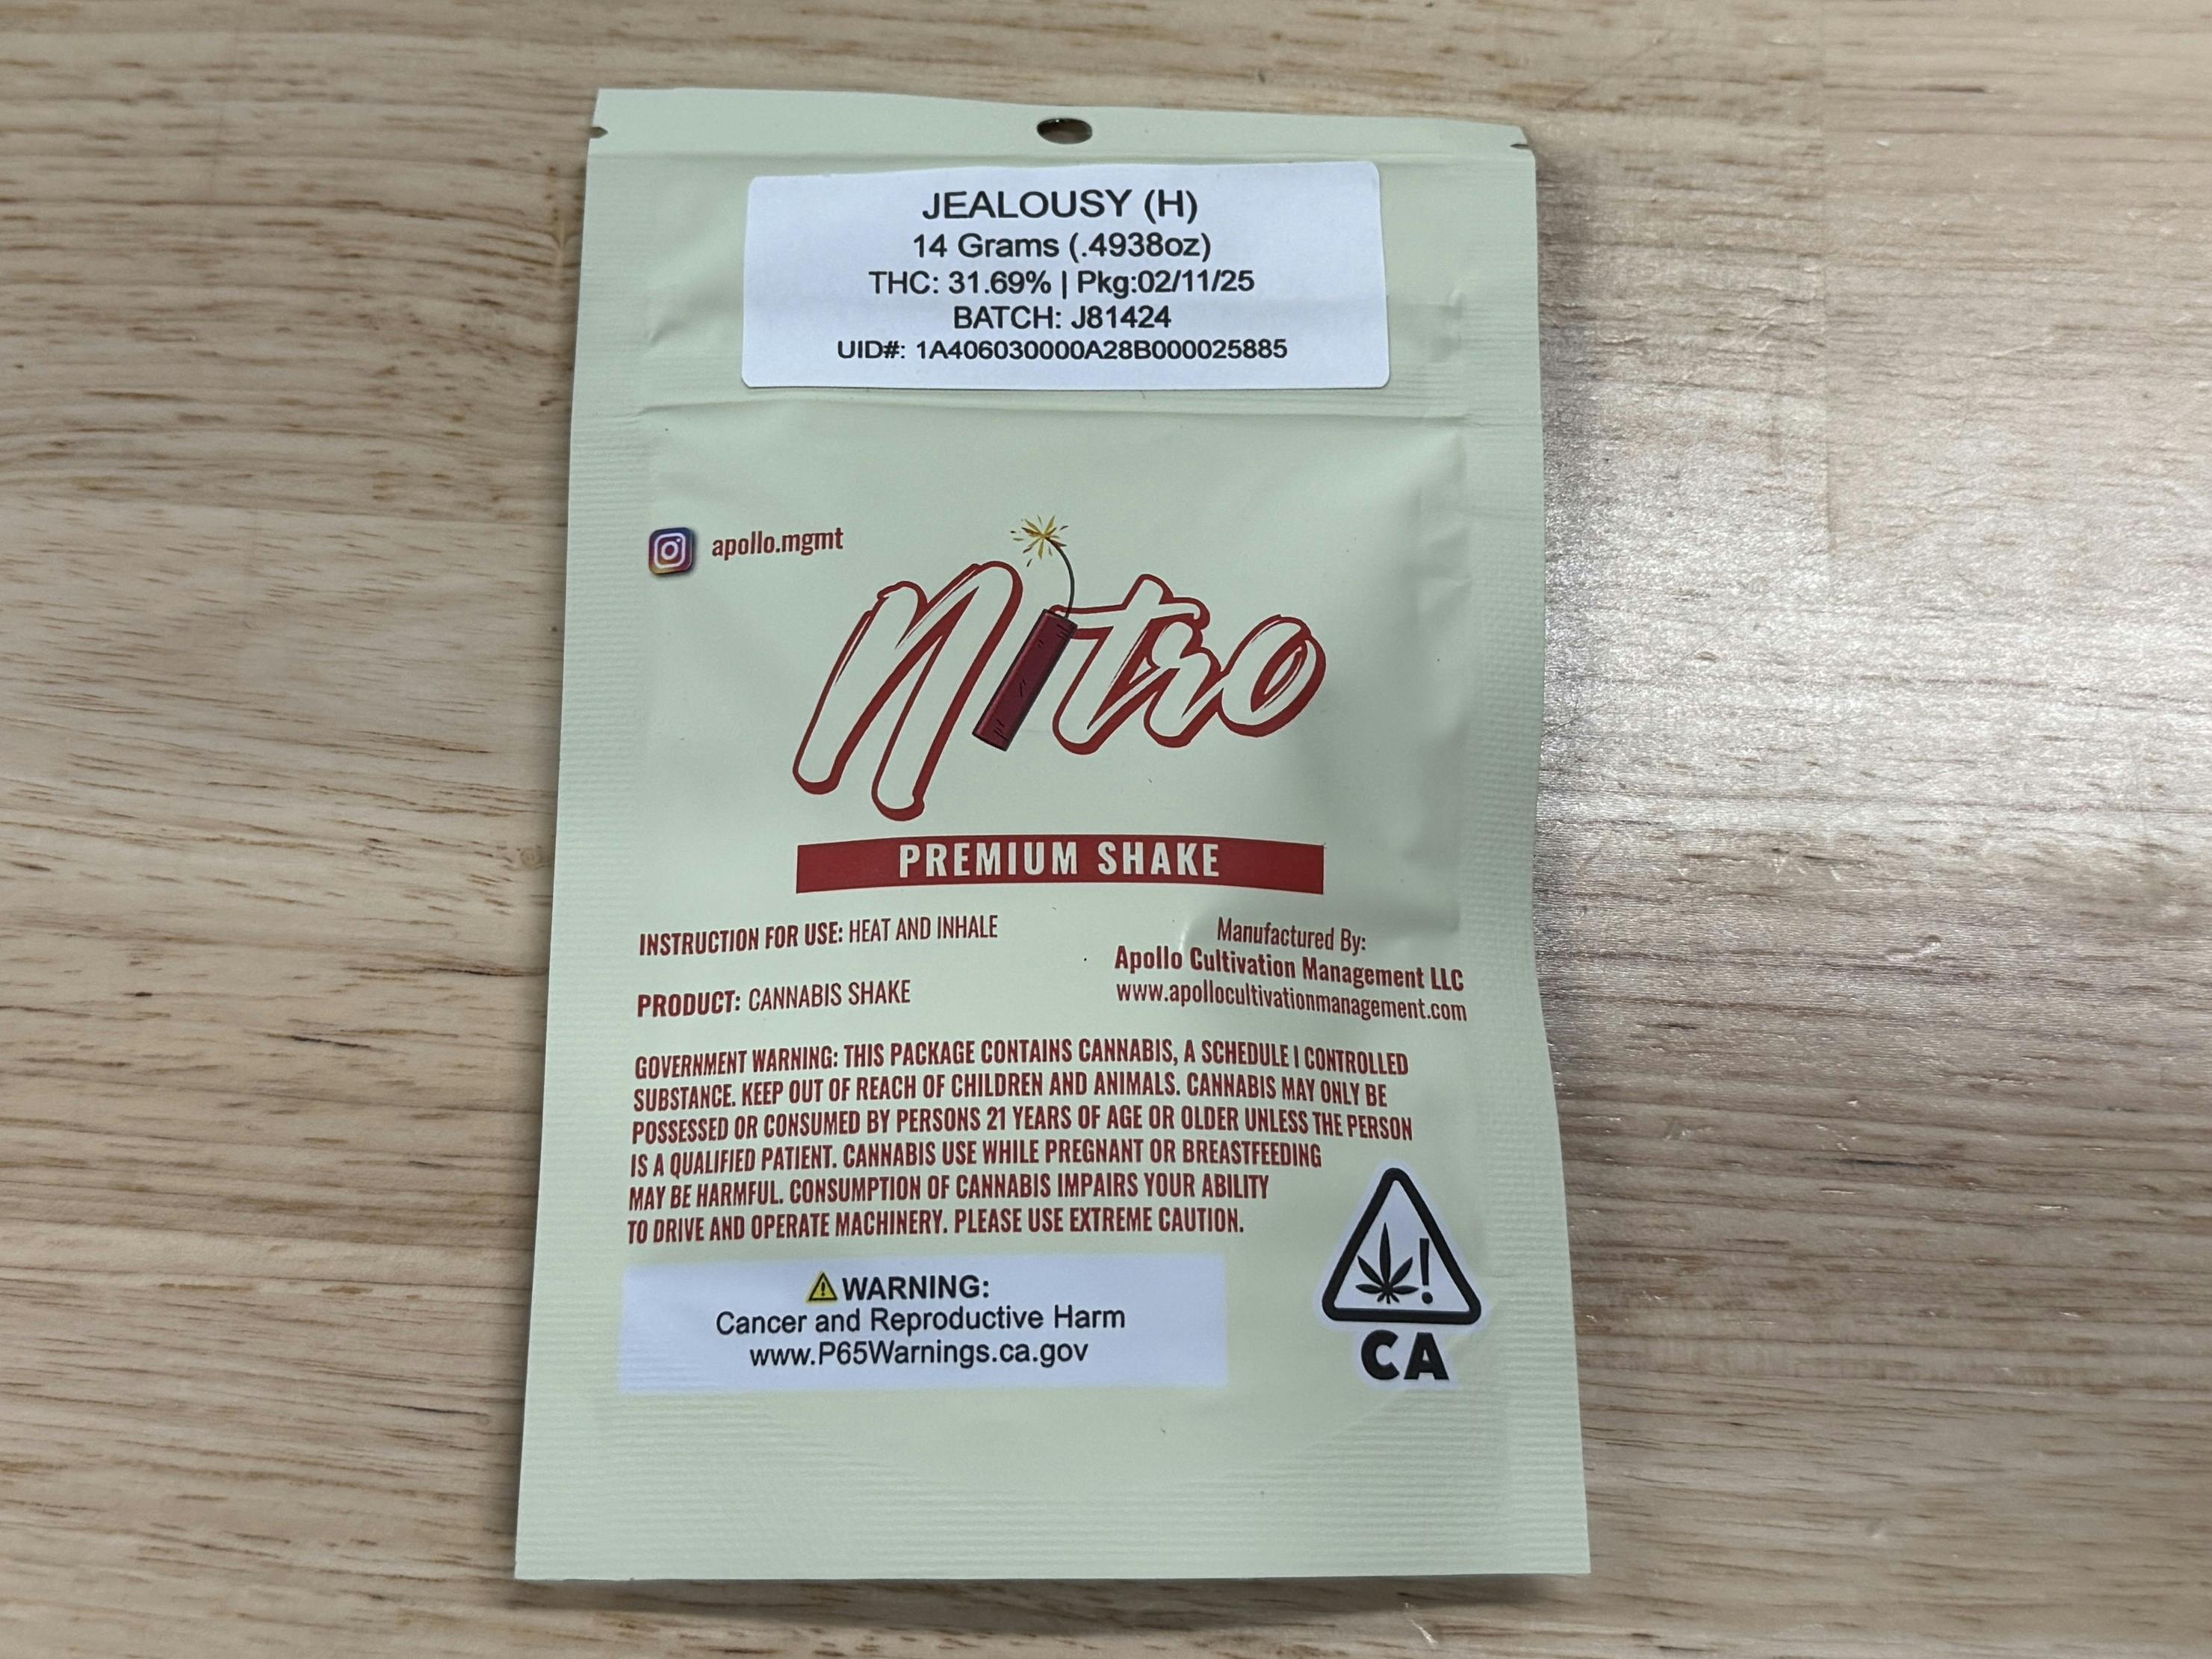 JEALOUSY (H)
14 Grams (.4938oz)
THC: 31.69% | Pkg:02/11/25
BATCH: J81424
UID#: 1A406030000A28B000025885
apollo.mgmt
Nitro
PREMIUM SHAKE
INSTRUCTION FOR USE: HEAT AND INHALE
PRODUCT: CANNABIS SHAKE
Manufactured By:
Apollo Cultivation Management LLC
www.apollocultivationmanagement.com
GOVERNMENT WARNING: THIS PACKAGE CONTAINS CANNABIS, A SCHEDULE I CONTROLLED
SUBSTANCE. KEEP OUT OF REACH OF CHILDREN AND ANIMALS. CANNABIS MAY ONLY BE
POSSESSED OR CONSUMED BY PERSONS 21 YEARS OF AGE OR OLDER UNLESS THE PERSON
IS A QUALIFIED PATIENT. CANNABIS USE WHILE PREGNANT OR BREASTFEEDING
MAY BE HARMFUL. CONSUMPTION OF CANNABIS IMPAIRS YOUR ABILITY
TO DRIVE AND OPERATE MACHINERY. PLEASE USE EXTREME CAUTION.
WARNING:
Cancer and Reproductive Harm
www.P65Warnings.ca.gov
!
CA